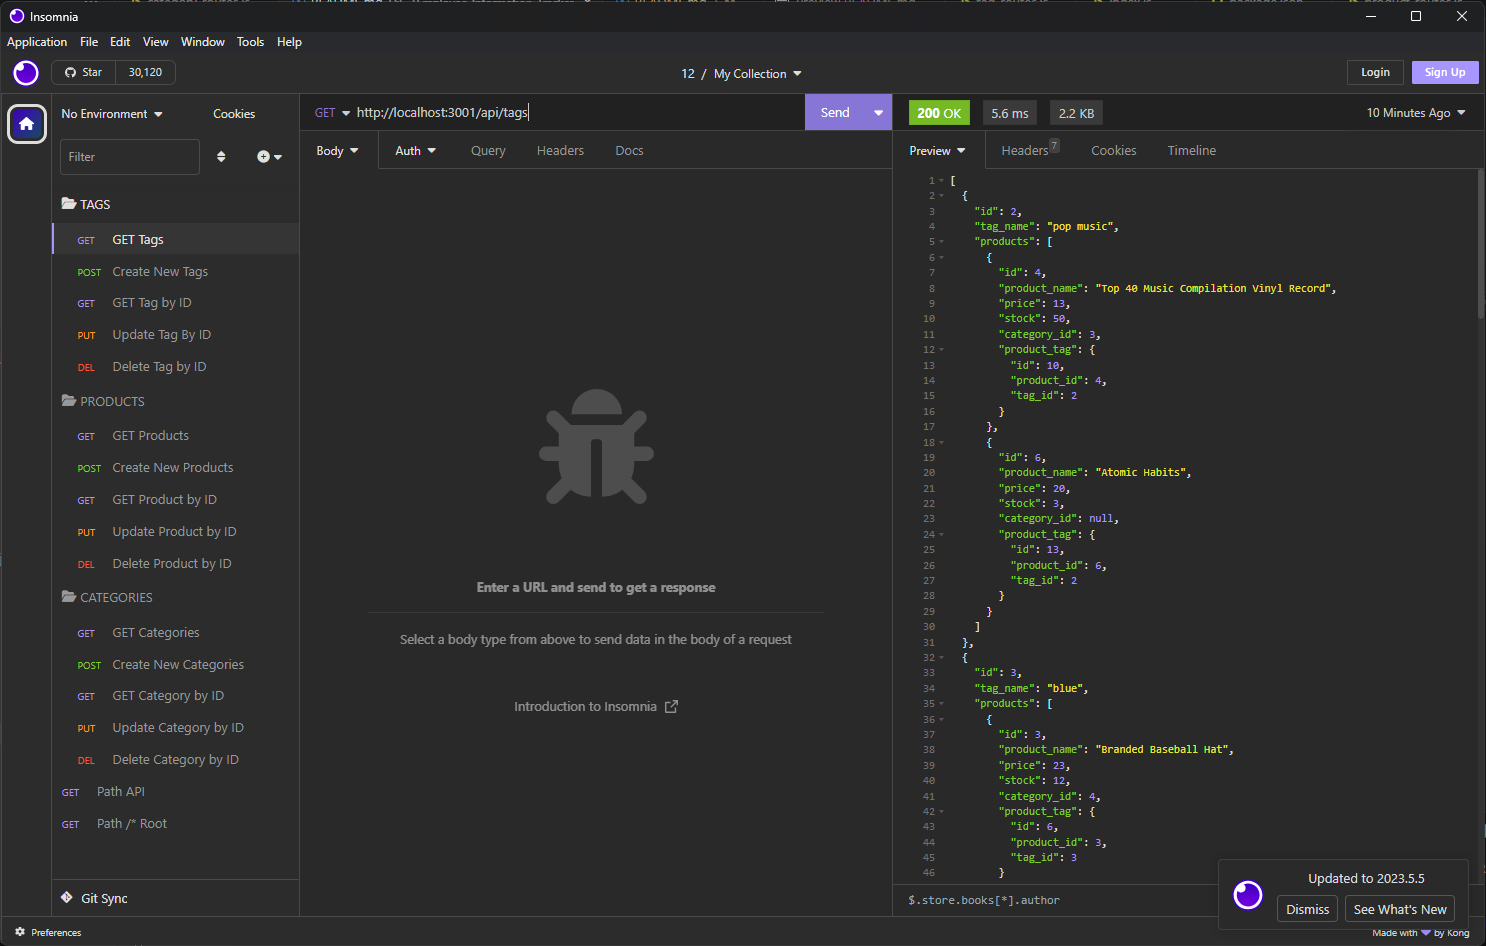 Insomnia
Application File Edit View Window Tools Help
Star 30,120
12 / My Collection
Login Sign Up
No Environment Cookies
Filter
TAGS
GET GET Tags
POST Create New Tags
GET GET Tag by ID
PUT Update Tag By ID
DEL Delete Tag by ID
PRODUCTS
GET GET Products
POST Create New Products
GET GET Product by ID
PUT Update Product by ID
DEL Delete Product by ID
CATEGORIES
GET GET Categories
POST Create New Categories
GET GET Category by ID
PUT Update Category by ID
DEL Delete Category by ID
GET Path API
GET Path /* Root
Git Sync
Preferences
GET http://localhost:3001/api/tags Send
Body Auth Query Headers Docs
Enter a URL and send to get a response
Select a body type from above to send data in the body of a request
Introduction to Insomnia
200 OK 5.6 ms 2.2 KB 10 Minutes Ago
Preview Headers 7 Cookies Timeline
1 [
2 {
3 "id": 2,
4 "tag_name": "pop music",
5 "products": [
6 {
7 "id": 4,
8 "product_name": "Top 40 Music Compilation Vinyl Record",
9 "price": 13,
10 "stock": 50,
11 "category_id": 3,
12 "product_tag": {
13 "id": 10,
14 "product_id": 4,
15 "tag_id": 2
16 }
17 },
18 {
19 "id": 6,
20 "product_name": "Atomic Habits",
21 "price": 20,
22 "stock": 3,
23 "category_id": null,
24 "product_tag": {
25 "id": 13,
26 "product_id": 6,
27 "tag_id": 2
28 }
29 }
30 ]
31 },
32 {
33 "id": 3,
34 "tag_name": "blue",
35 "products": [
36 {
37 "id": 3,
38 "product_name": "Branded Baseball Hat",
39 "price": 23,
40 "stock": 12,
41 "category_id": 4,
42 "product_tag": {
43 "id": 6,
44 "product_id": 3,
45 "tag_id": 3
46 }
$.store.books[*].author
Updated to 2023.5.5
Dismiss See What's New
Made with by Kong